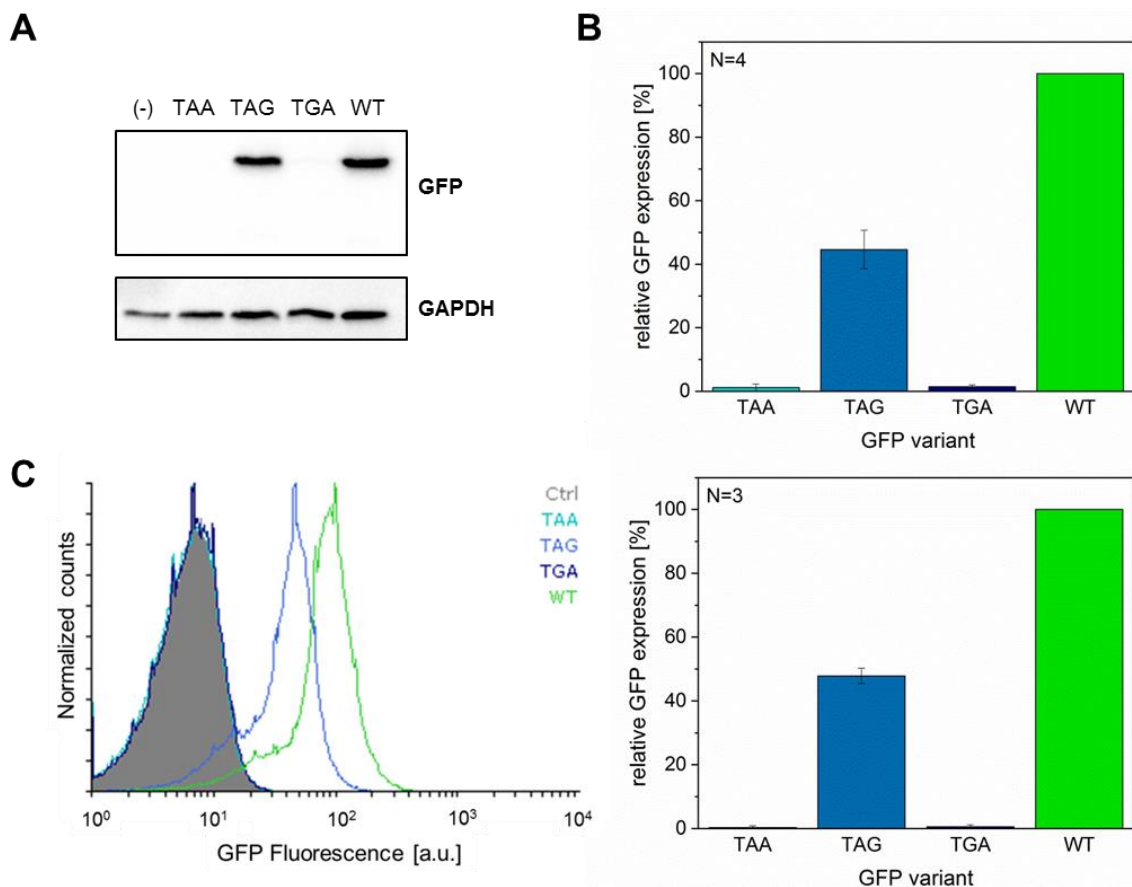 A
(-) TAA TAG TGA WT
GFP
GAPDH
B
N=4
100
80
60
40
20
0
relative GFP expression [%]
TAA TAG TGA WT
GFP variant
C
Ctrl
TAA
TAG
TGA
WT
Normalized counts
10⁰ 10¹ 10² 10³ 10⁴
GFP Fluorescence [a.u.]
N=3
100
80
60
40
20
0
relative GFP expression [%]
TAA TAG TGA WT
GFP variant